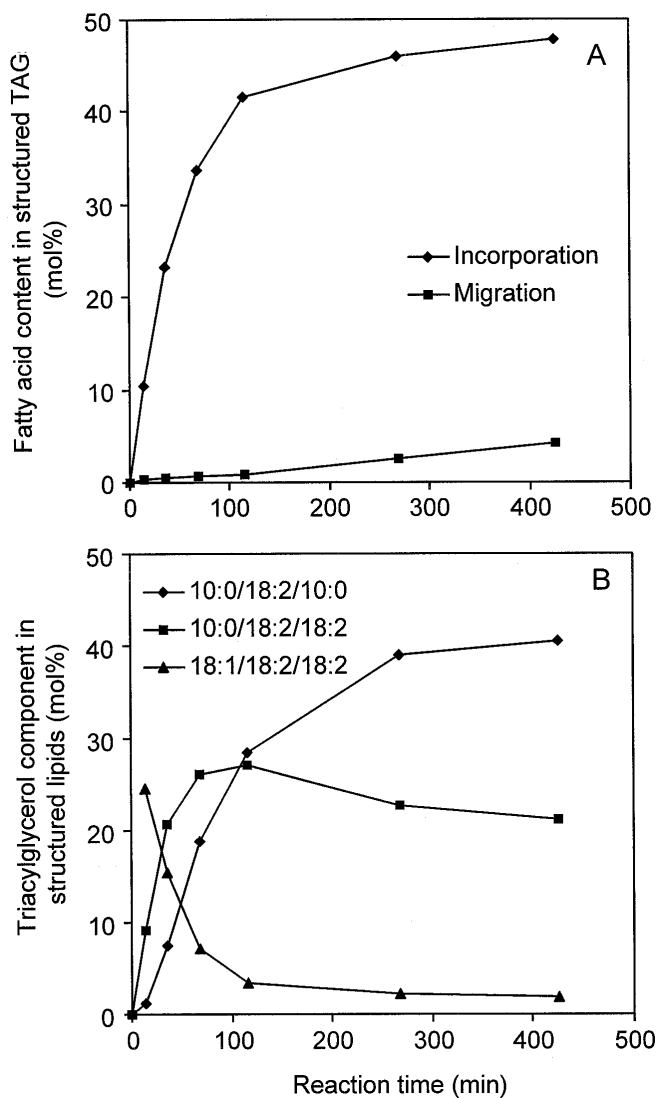 Fatty acid content in structured TAG
(mol%)
50
40
30
20
10
0
A
Incorporation
Migration
0 100 200 300 400 500
Triacylglycerol component in
structured lipids (mol%)
50
40
30
20
10
0
B
10:0/18:2/10:0
10:0/18:2/18:2
18:1/18:2/18:2
0 100 200 300 400 500
Reaction time (min)